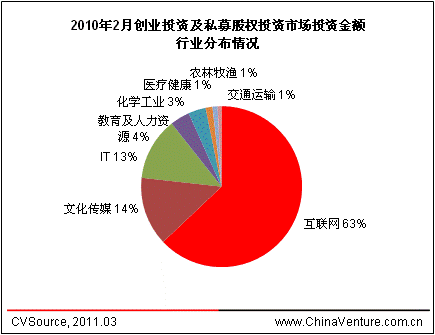 2010年2月创业投资及私募股权投资市场投资金额
行业分布情况
农林牧渔 1%
医疗健康 1%
交通运输 1%
化学工业 3%
教育及人力资
源 4%
IT 13%
文化传媒 14%
互联网 63%
CVSource, 2011.03
www.ChinaVenture.com.cn